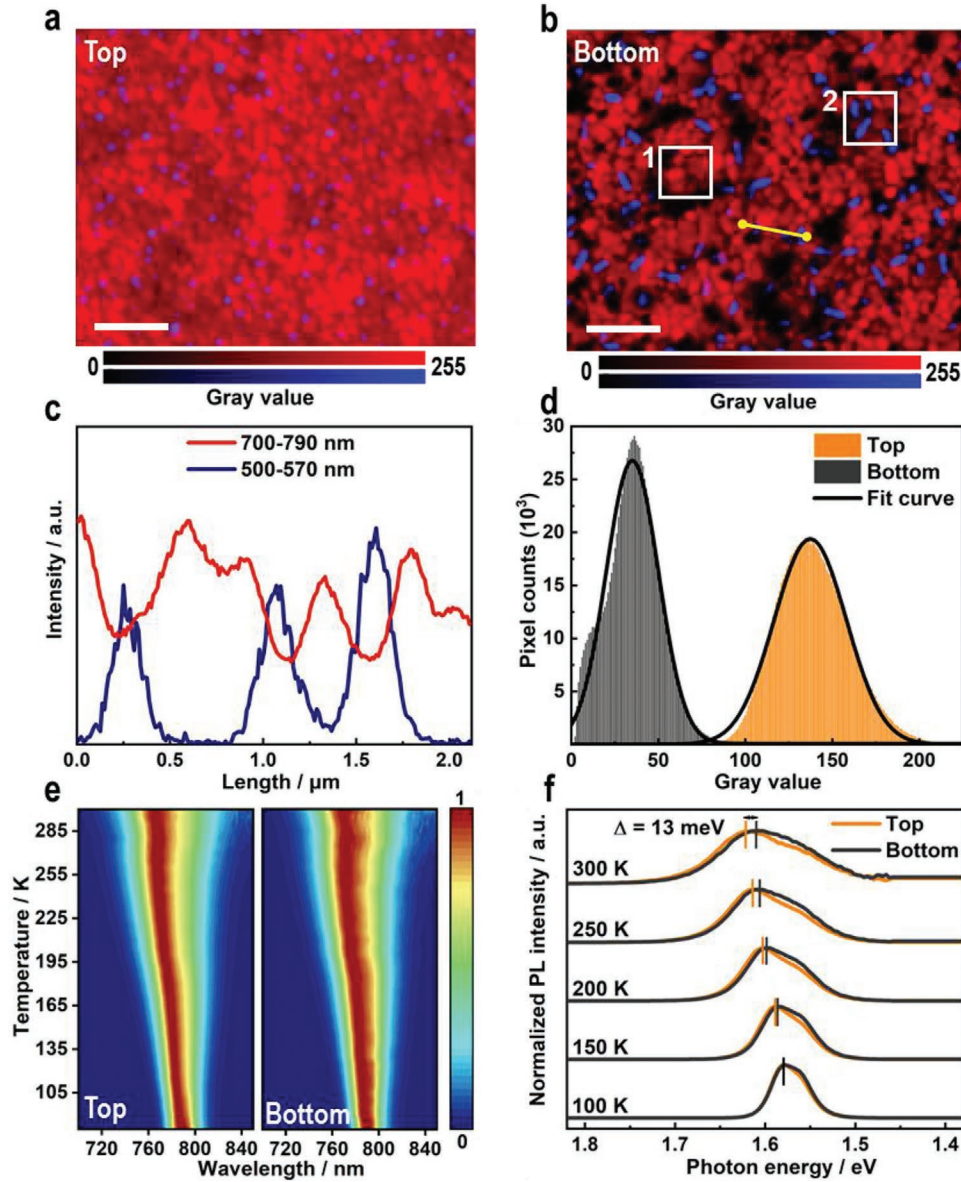 a
Top
0 255
Gray value
b
Bottom
1
2
0 255
Gray value
c
700-790 nm
500-570 nm
Intensity / a.u.
0.0 0.5 1.0 1.5 2.0
Length / μm
d
Top
Bottom
Fit curve
Pixel counts (10³)
30
25
20
15
10
5
0 50 100 150 200
Gray value
e
Temperature / K
285
255
225
195
165
135
105
Top
Bottom
720 760 800 840 720 760 800 840
Wavelength / nm
1
0
f
Δ = 13 meV
Top
Bottom
Normalized PL intensity / a.u.
300 K
250 K
200 K
150 K
100 K
1.8 1.7 1.6 1.5 1.4
Photon energy / eV